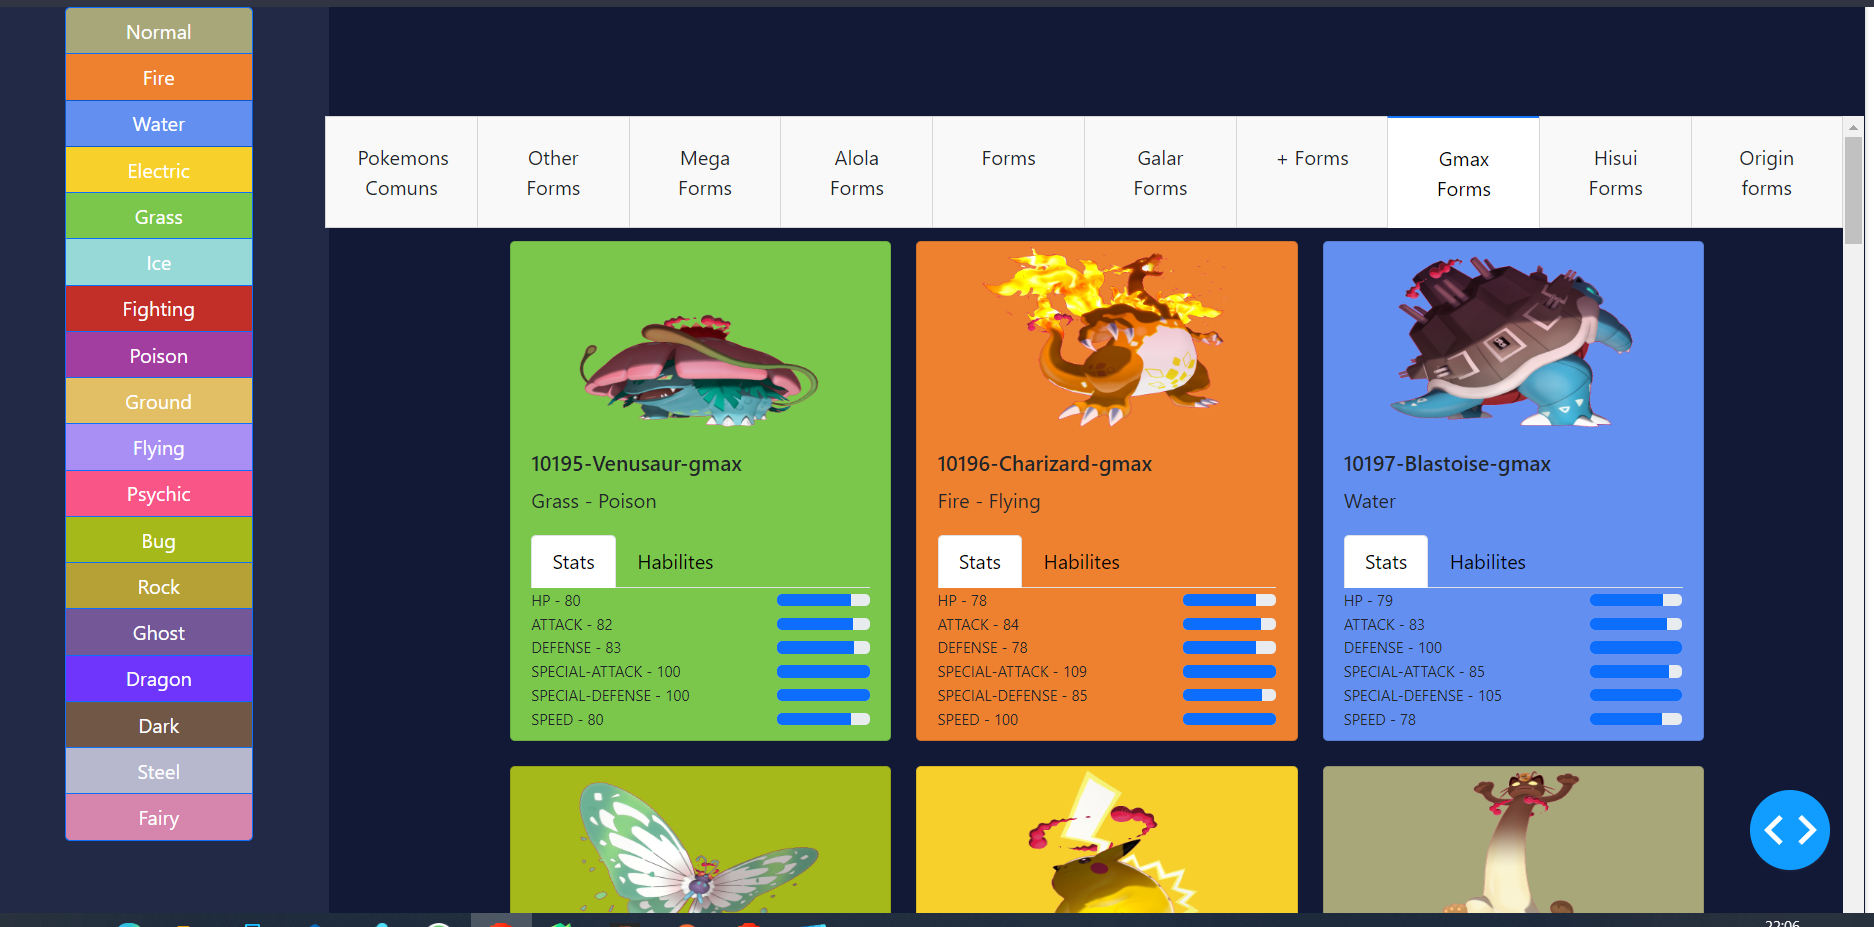 Normal
Fire
Water
Electric
Grass
Ice
Fighting
Poison
Ground
Flying
Psychic
Bug
Rock
Ghost
Dragon
Dark
Steel
Fairy
Pokemons
Comuns
Other
Forms
Mega
Forms
Alola
Forms
Forms
Galar
Forms
+ Forms
Gmax
Forms
Hisui
Forms
Origin
forms
10195-Venusaur-gmax
Grass - Poison
Stats Habilites
HP - 80
ATTACK - 82
DEFENSE - 83
SPECIAL-ATTACK - 100
SPECIAL-DEFENSE - 100
SPEED - 80
10196-Charizard-gmax
Fire - Flying
Stats Habilites
HP - 78
ATTACK - 84
DEFENSE - 78
SPECIAL-ATTACK - 109
SPECIAL-DEFENSE - 85
SPEED - 100
10197-Blastoise-gmax
Water
Stats Habilites
HP - 79
ATTACK - 83
DEFENSE - 100
SPECIAL-ATTACK - 85
SPECIAL-DEFENSE - 105
SPEED - 78
22:06